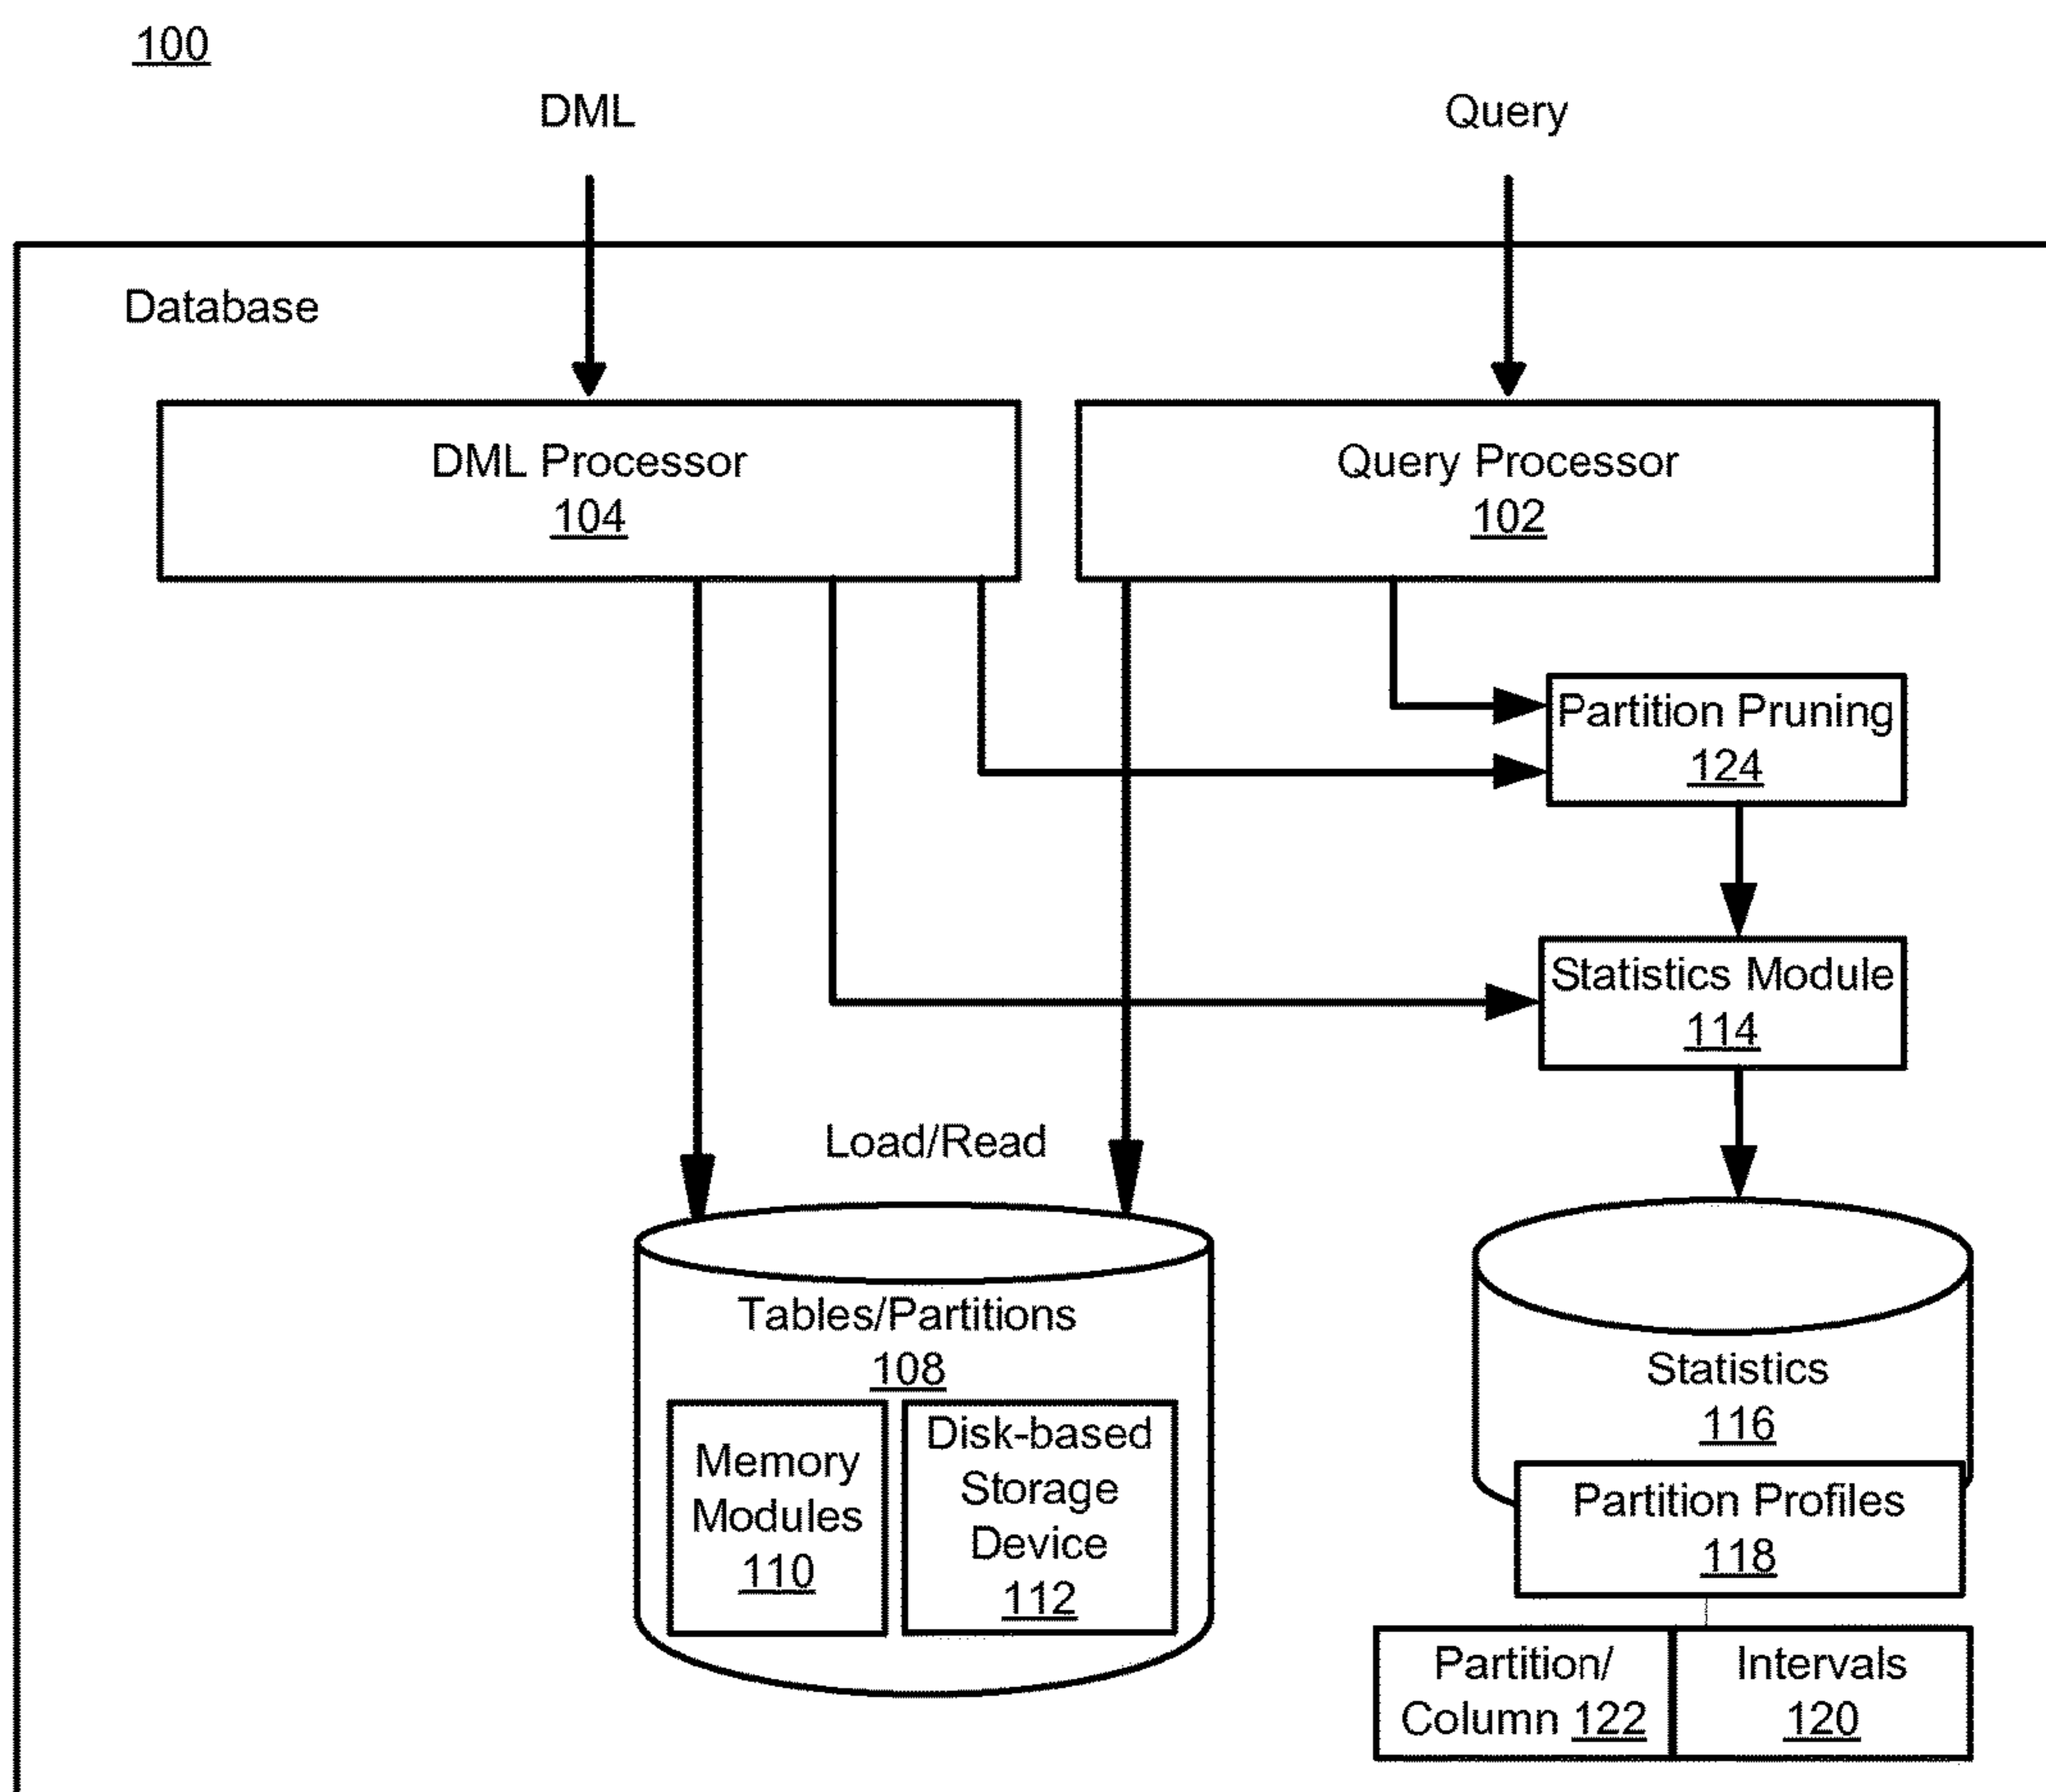 100
DML
Query
Database
DML Processor
104
Query Processor
102
Partition Pruning
124
Statistics Module
114
Load/Read
Tables/Partitions
108
Memory
Modules
110
Disk-based
Storage
Device
112
Statistics
116
Partition Profiles
118
Partition/
Column 122
Intervals
120